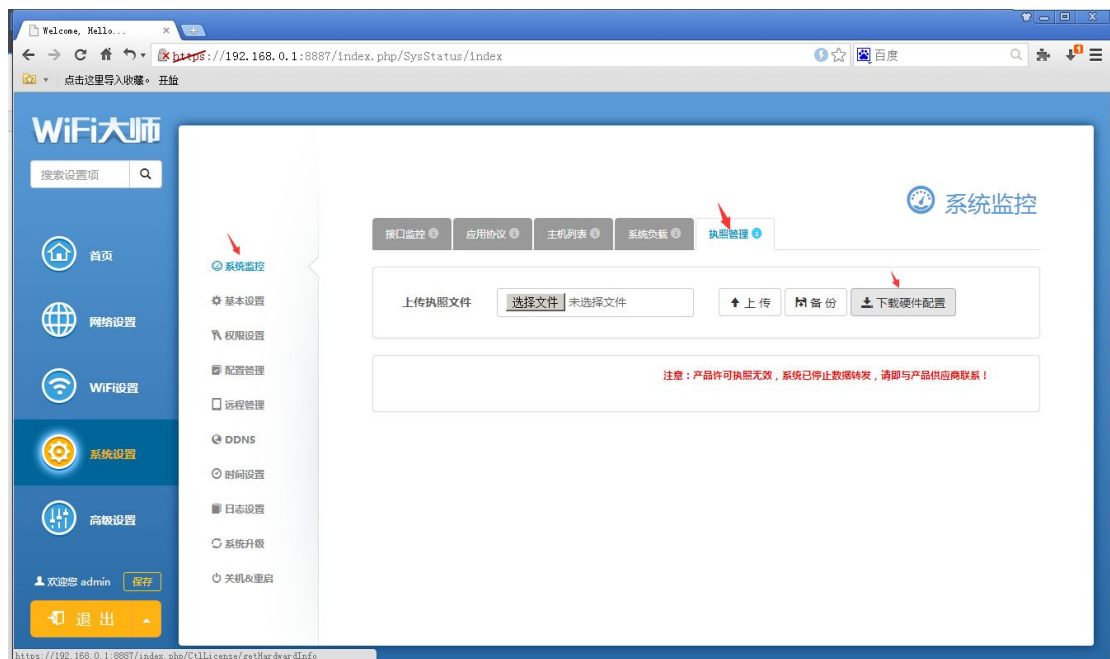 Welcome, Hello...
https://192.168.0.1:8887/index.php/SysStatus/index
百度
点击这里导入收藏。 开始
WiFi大师
搜索设置项
首页
网络设置
WiFi设置
系统设置
高级设置
欢迎您 admin 保存
退出
系统监控
基本设置
权限设置
配置管理
远程管理
DDNS
时间设置
日志设置
系统升级
关机&重启
系统监控
接口监控 应用协议 主机列表 系统负载 执照管理
上传执照文件 选择文件 未选择文件 上传 备份 下载硬件配置
注意：产品许可执照无效，系统已停止数据转发，请即与产品供应商联系！
https://192.168.0.1:8887/index.php/CtlLicense/getHardwardInfo